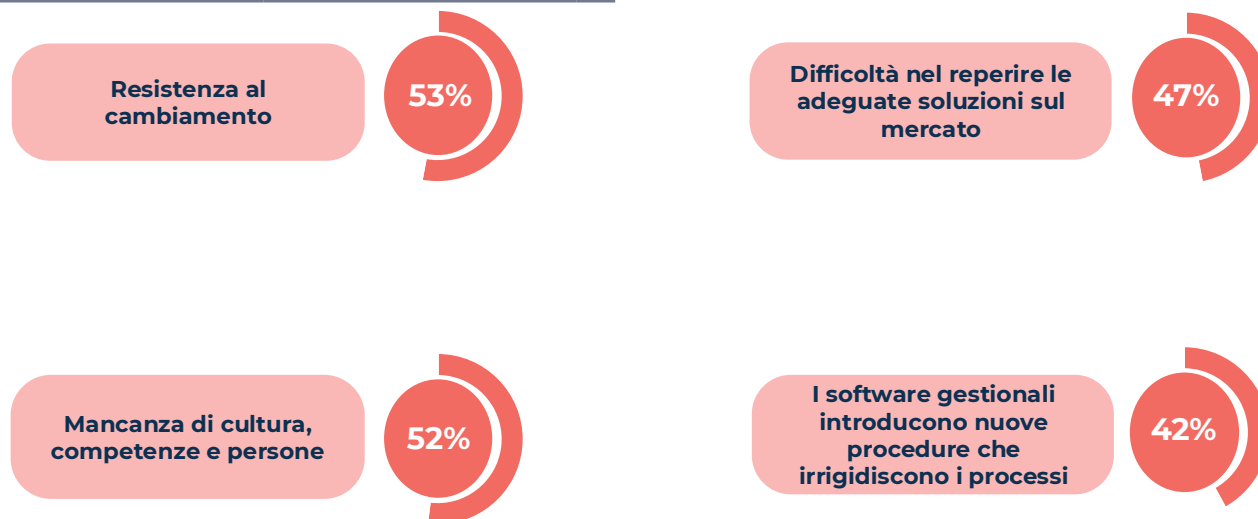 Resistenza al
cambiamento
53%
Difficoltà nel reperire le
adeguate soluzioni sul
mercato
47%
Mancanza di cultura,
competenze e persone
52%
I software gestionali
introducono nuove
procedure che
irrigidiscono i processi
42%